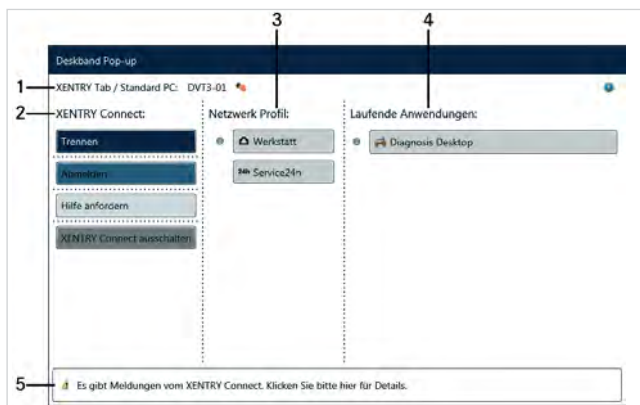 3
4
Deskband Pop-up
1
XENTRY Tab / Standard PC: DVT3-01
2
XENTRY Connect:
Netzwerk Profil:
Laufende Anwendungen:
Trennen
Werkstatt
Diagnosis Desktop
Abmelden
24h Service24h
Hilfe anfordern
XENTRY Connect ausschalten
5
Es gibt Meldungen vom XENTRY Connect. Klicken Sie bitte hier für Details.